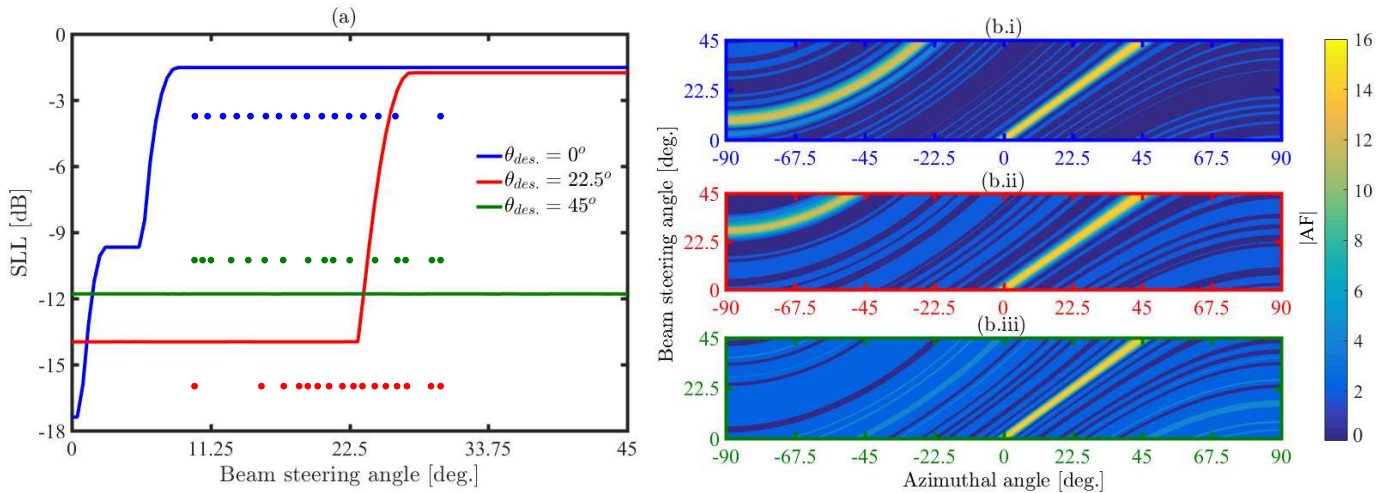 (a)
0
-3
-6
-9
-12
-15
-18
SLL [dB]
0 11.25 22.5 33.75 45
Beam steering angle [deg.]
θdes. = 0°
θdes. = 22.5°
θdes. = 45°
(b.i)
45
22.5
0
-90 -67.5 -45 -22.5 0 22.5 45 67.5 90
(b.ii)
45
22.5
0
-90 -67.5 -45 -22.5 0 22.5 45 67.5 90
(b.iii)
45
22.5
0
-90 -67.5 -45 -22.5 0 22.5 45 67.5 90
Beam steering angle [deg.]
Azimuthal angle [deg.]
16
14
12
10
8
6
4
2
0
|AF|